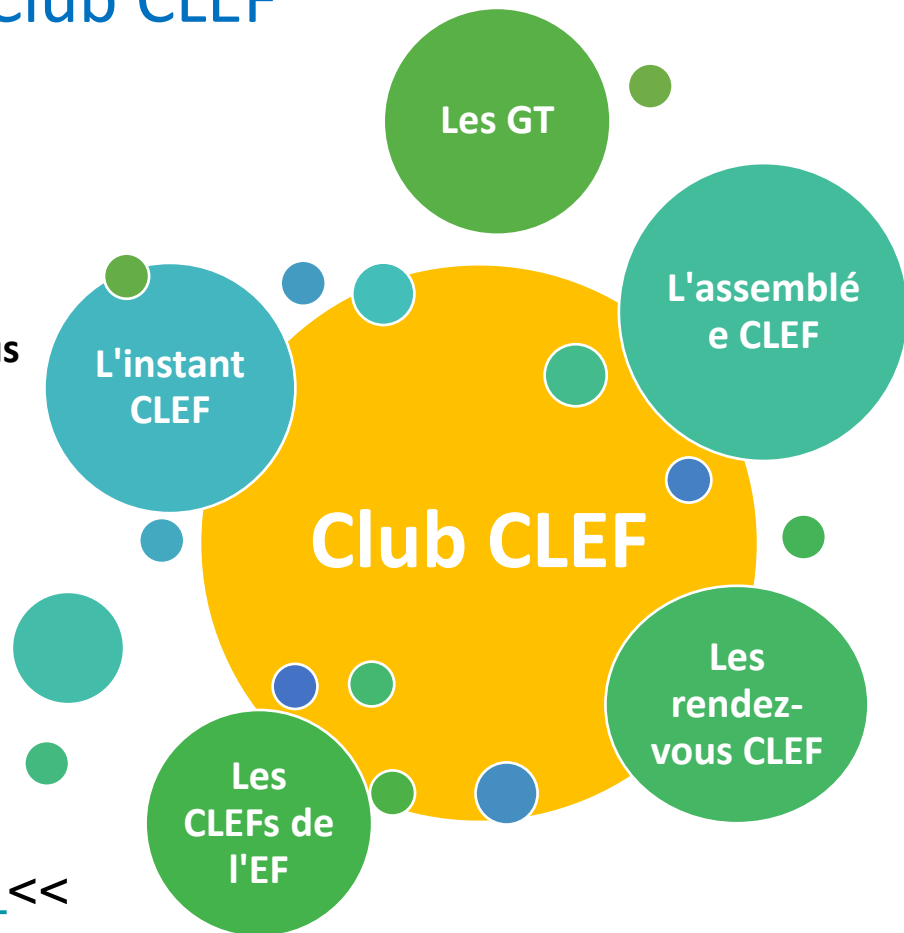 Club CLEF
Les GT
L'assemblé
e CLEF
L'instant
CLEF
Club CLEF
Les
rendez-
vous CLEF
Les
CLEFs de
l'EF
<<